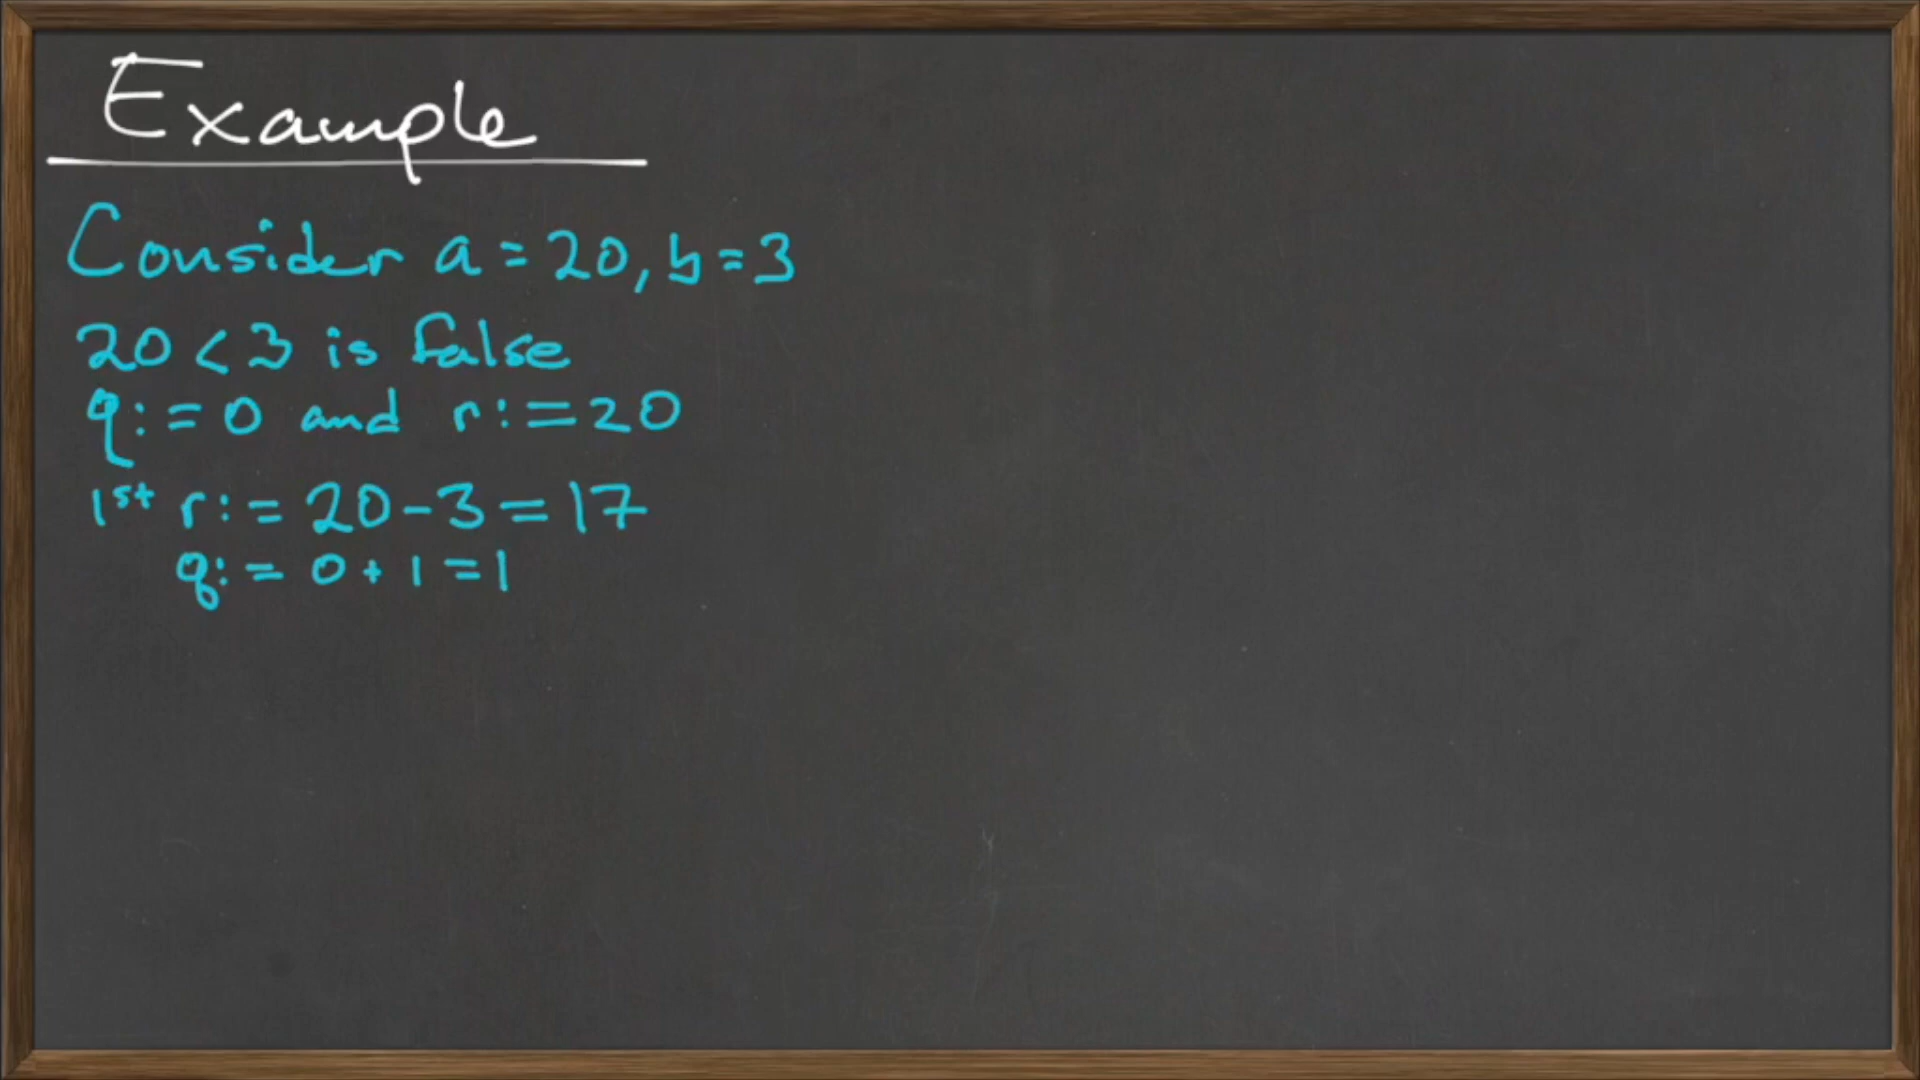 Example
Consider a = 20, b = 3
20 < 3 is false
q := 0 and r := 20
1st r := 20 - 3 = 17
q := 0 + 1 = 1